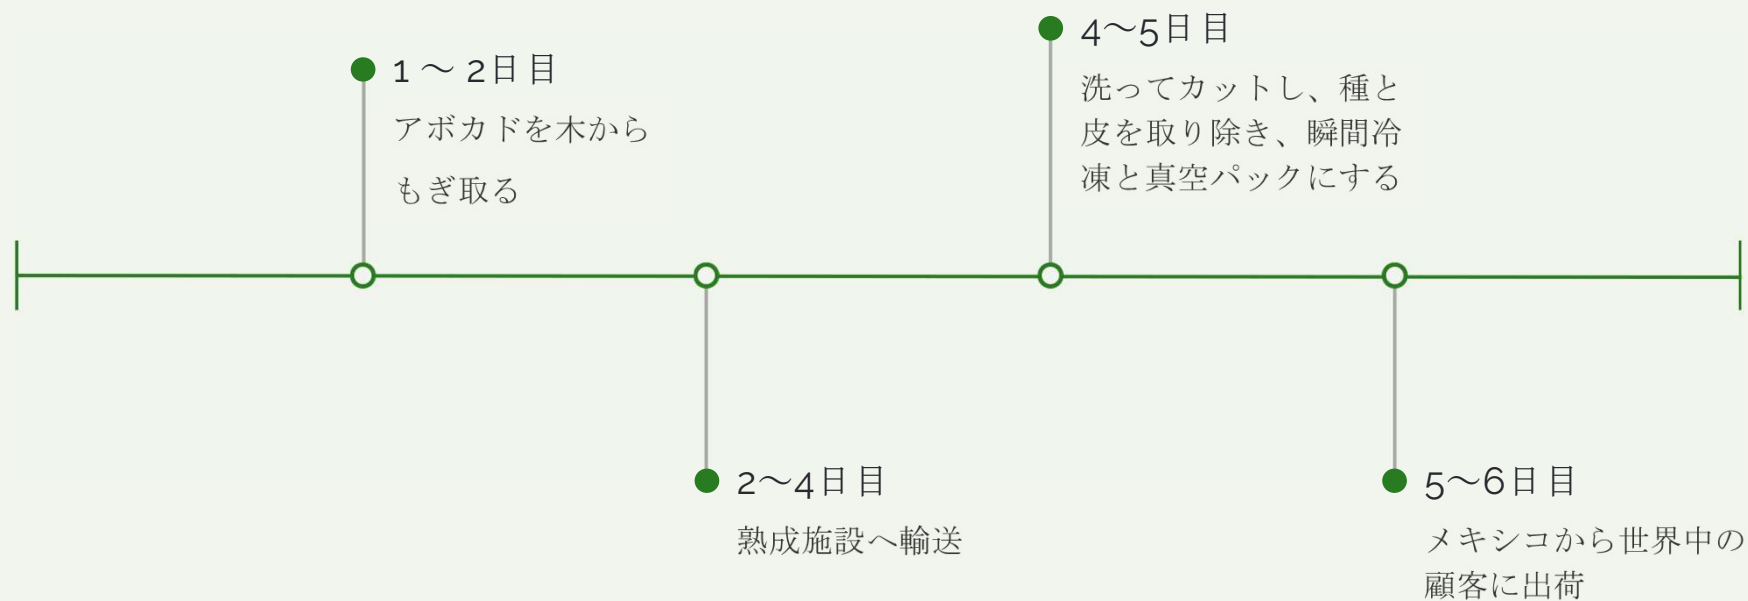 1 〜 2日目
アボカドを木から
もぎ取る
2〜4日目
熟成施設へ輸送
4〜5日目
洗ってカットし、種と
皮を取り除き、瞬間冷
凍と真空パックにする
5〜6日目
メキシコから世界中の
顧客に出荷